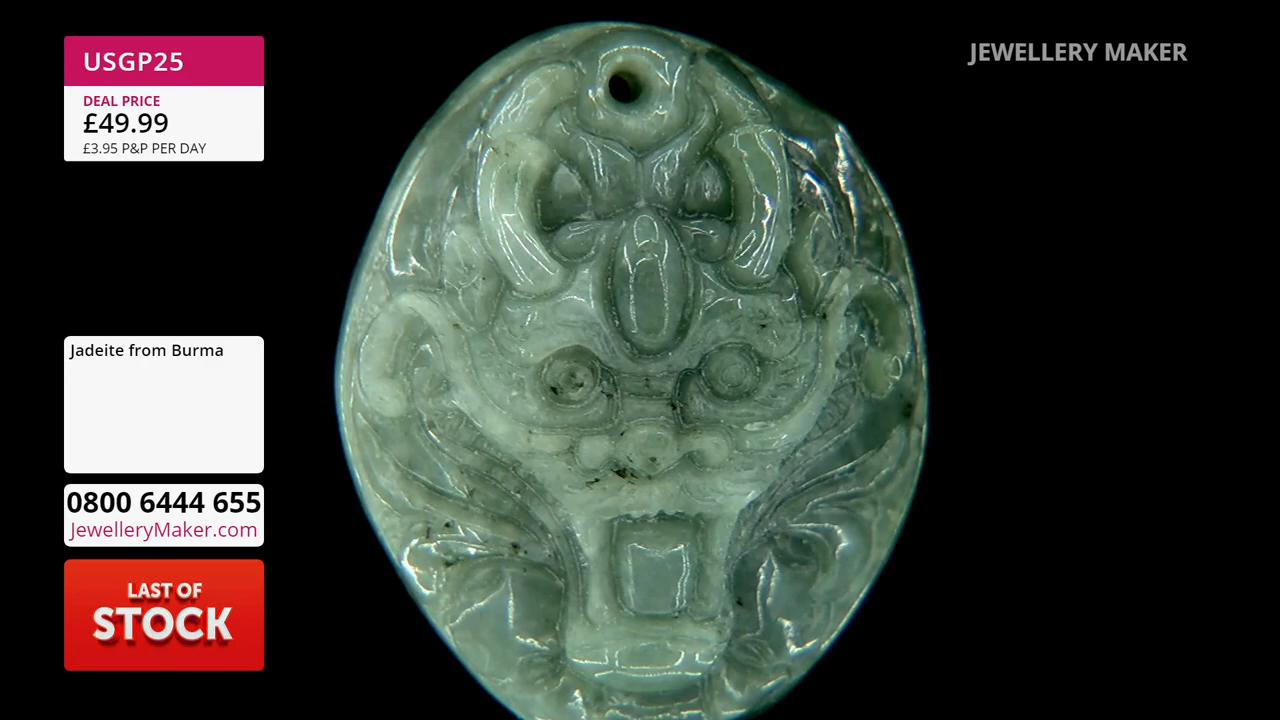 USGP25
DEAL PRICE
£49.99
£3.95 P&P PER DAY
JEWELLERY MAKER
Jadeite from Burma
0800 6444 655
JewelleryMaker.com
LAST OF
STOCK